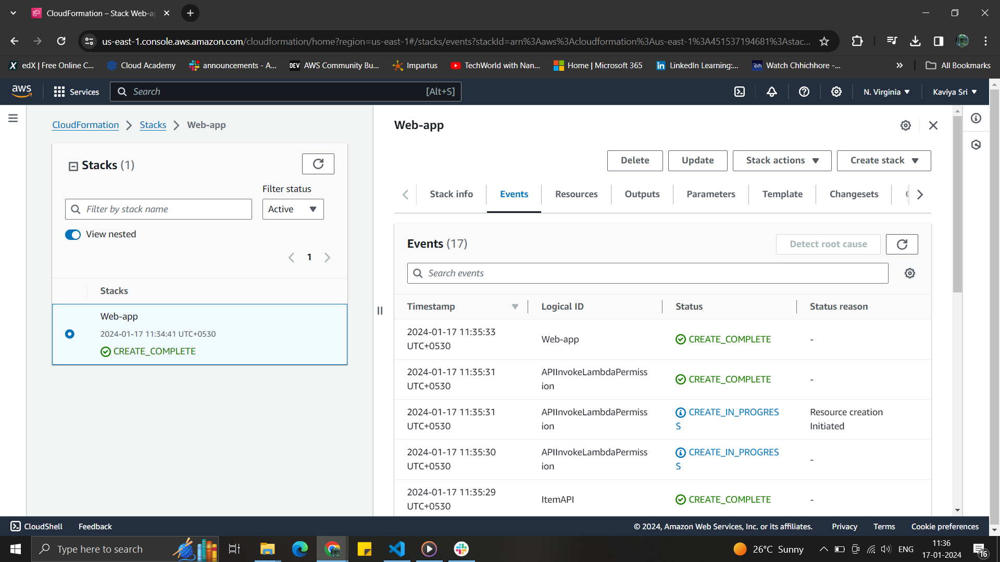 CloudFormation – Stack Web-a
us-east-1.console.aws.amazon.com/cloudformation/home?region=us-east-1#/stacks/events?stackId=arn%3Aaws%3Acloudformation%3Aus-east-1%3A451537194681%3Astac...
edX | Free Online C...
Cloud Academy
announcements - A...
DEV AWS Community Bu...
Impartus
TechWorld with Nan...
Home | Microsoft 365
LinkedIn Learning:...
Watch Chhichhore -...
All Bookmarks
aws
Services
Search
[Alt+S]
N. Virginia
Kaviya Sri
CloudFormation
Stacks
Web-app
Stacks (1)
Filter status
Filter by stack name
Active
View nested
1
Stacks
Web-app
2024-01-17 11:34:41 UTC+0530
CREATE_COMPLETE
Web-app
Delete
Update
Stack actions
Create stack
Stack info
Events
Resources
Outputs
Parameters
Template
Changesets
Events (17)
Detect root cause
Search events
Timestamp
Logical ID
Status
Status reason
2024-01-17 11:35:33
UTC+0530
Web-app
CREATE_COMPLETE
-
2024-01-17 11:35:31
UTC+0530
APIInvokeLambdaPermiss
ion
CREATE_COMPLETE
-
2024-01-17 11:35:31
UTC+0530
APIInvokeLambdaPermiss
ion
CREATE_IN_PROGRES
S
Resource creation
Initiated
2024-01-17 11:35:30
UTC+0530
APIInvokeLambdaPermiss
ion
CREATE_IN_PROGRES
S
-
2024-01-17 11:35:29
UTC+0530
ItemAPI
CREATE_COMPLETE
-
CloudShell
Feedback
© 2024, Amazon Web Services, Inc. or its affiliates.
Privacy
Terms
Cookie preferences
Type here to search
26°C Sunny
ENG
11:36
17-01-2024
16